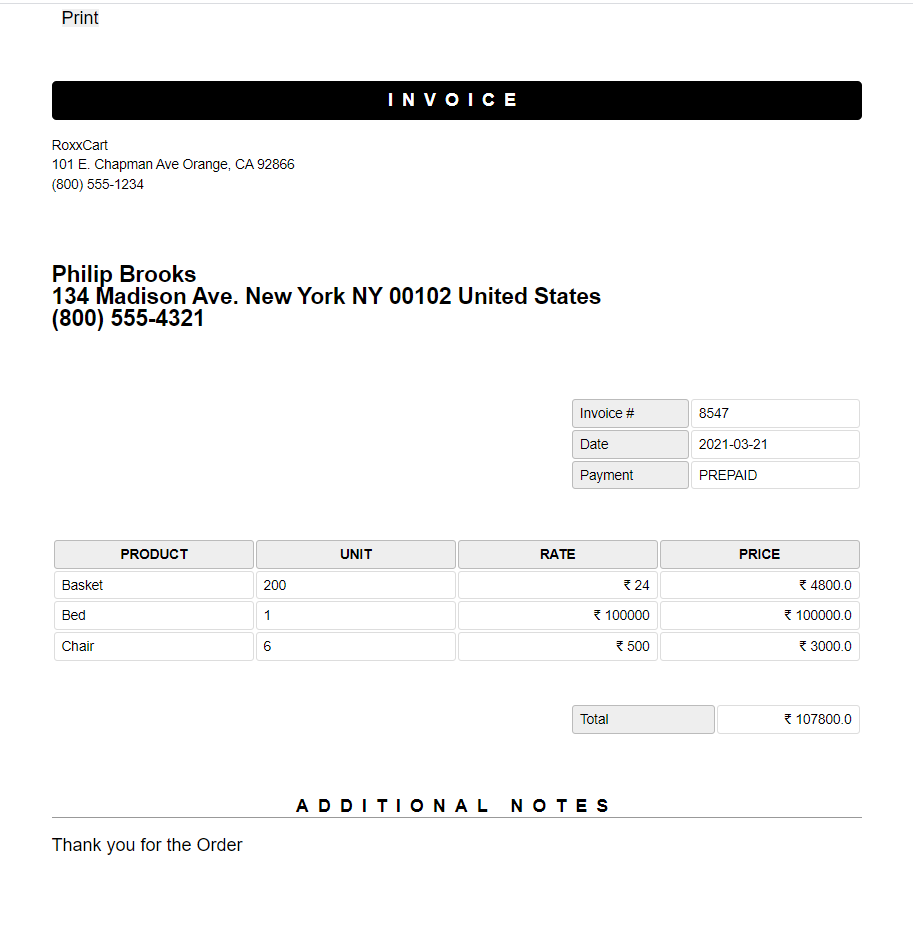 Print
INVOICE
RoxxCart
101 E. Chapman Ave Orange, CA 92866
(800) 555-1234
Philip Brooks
134 Madison Ave. New York NY 00102 United States
(800) 555-4321
Invoice # 8547
Date 2021-03-21
Payment PREPAID
PRODUCT UNIT RATE PRICE
Basket 200 ₹ 24 ₹ 4800.0
Bed 1 ₹ 100000 ₹ 100000.0
Chair 6 ₹ 500 ₹ 3000.0
Total ₹ 107800.0
ADDITIONAL NOTES
Thank you for the Order